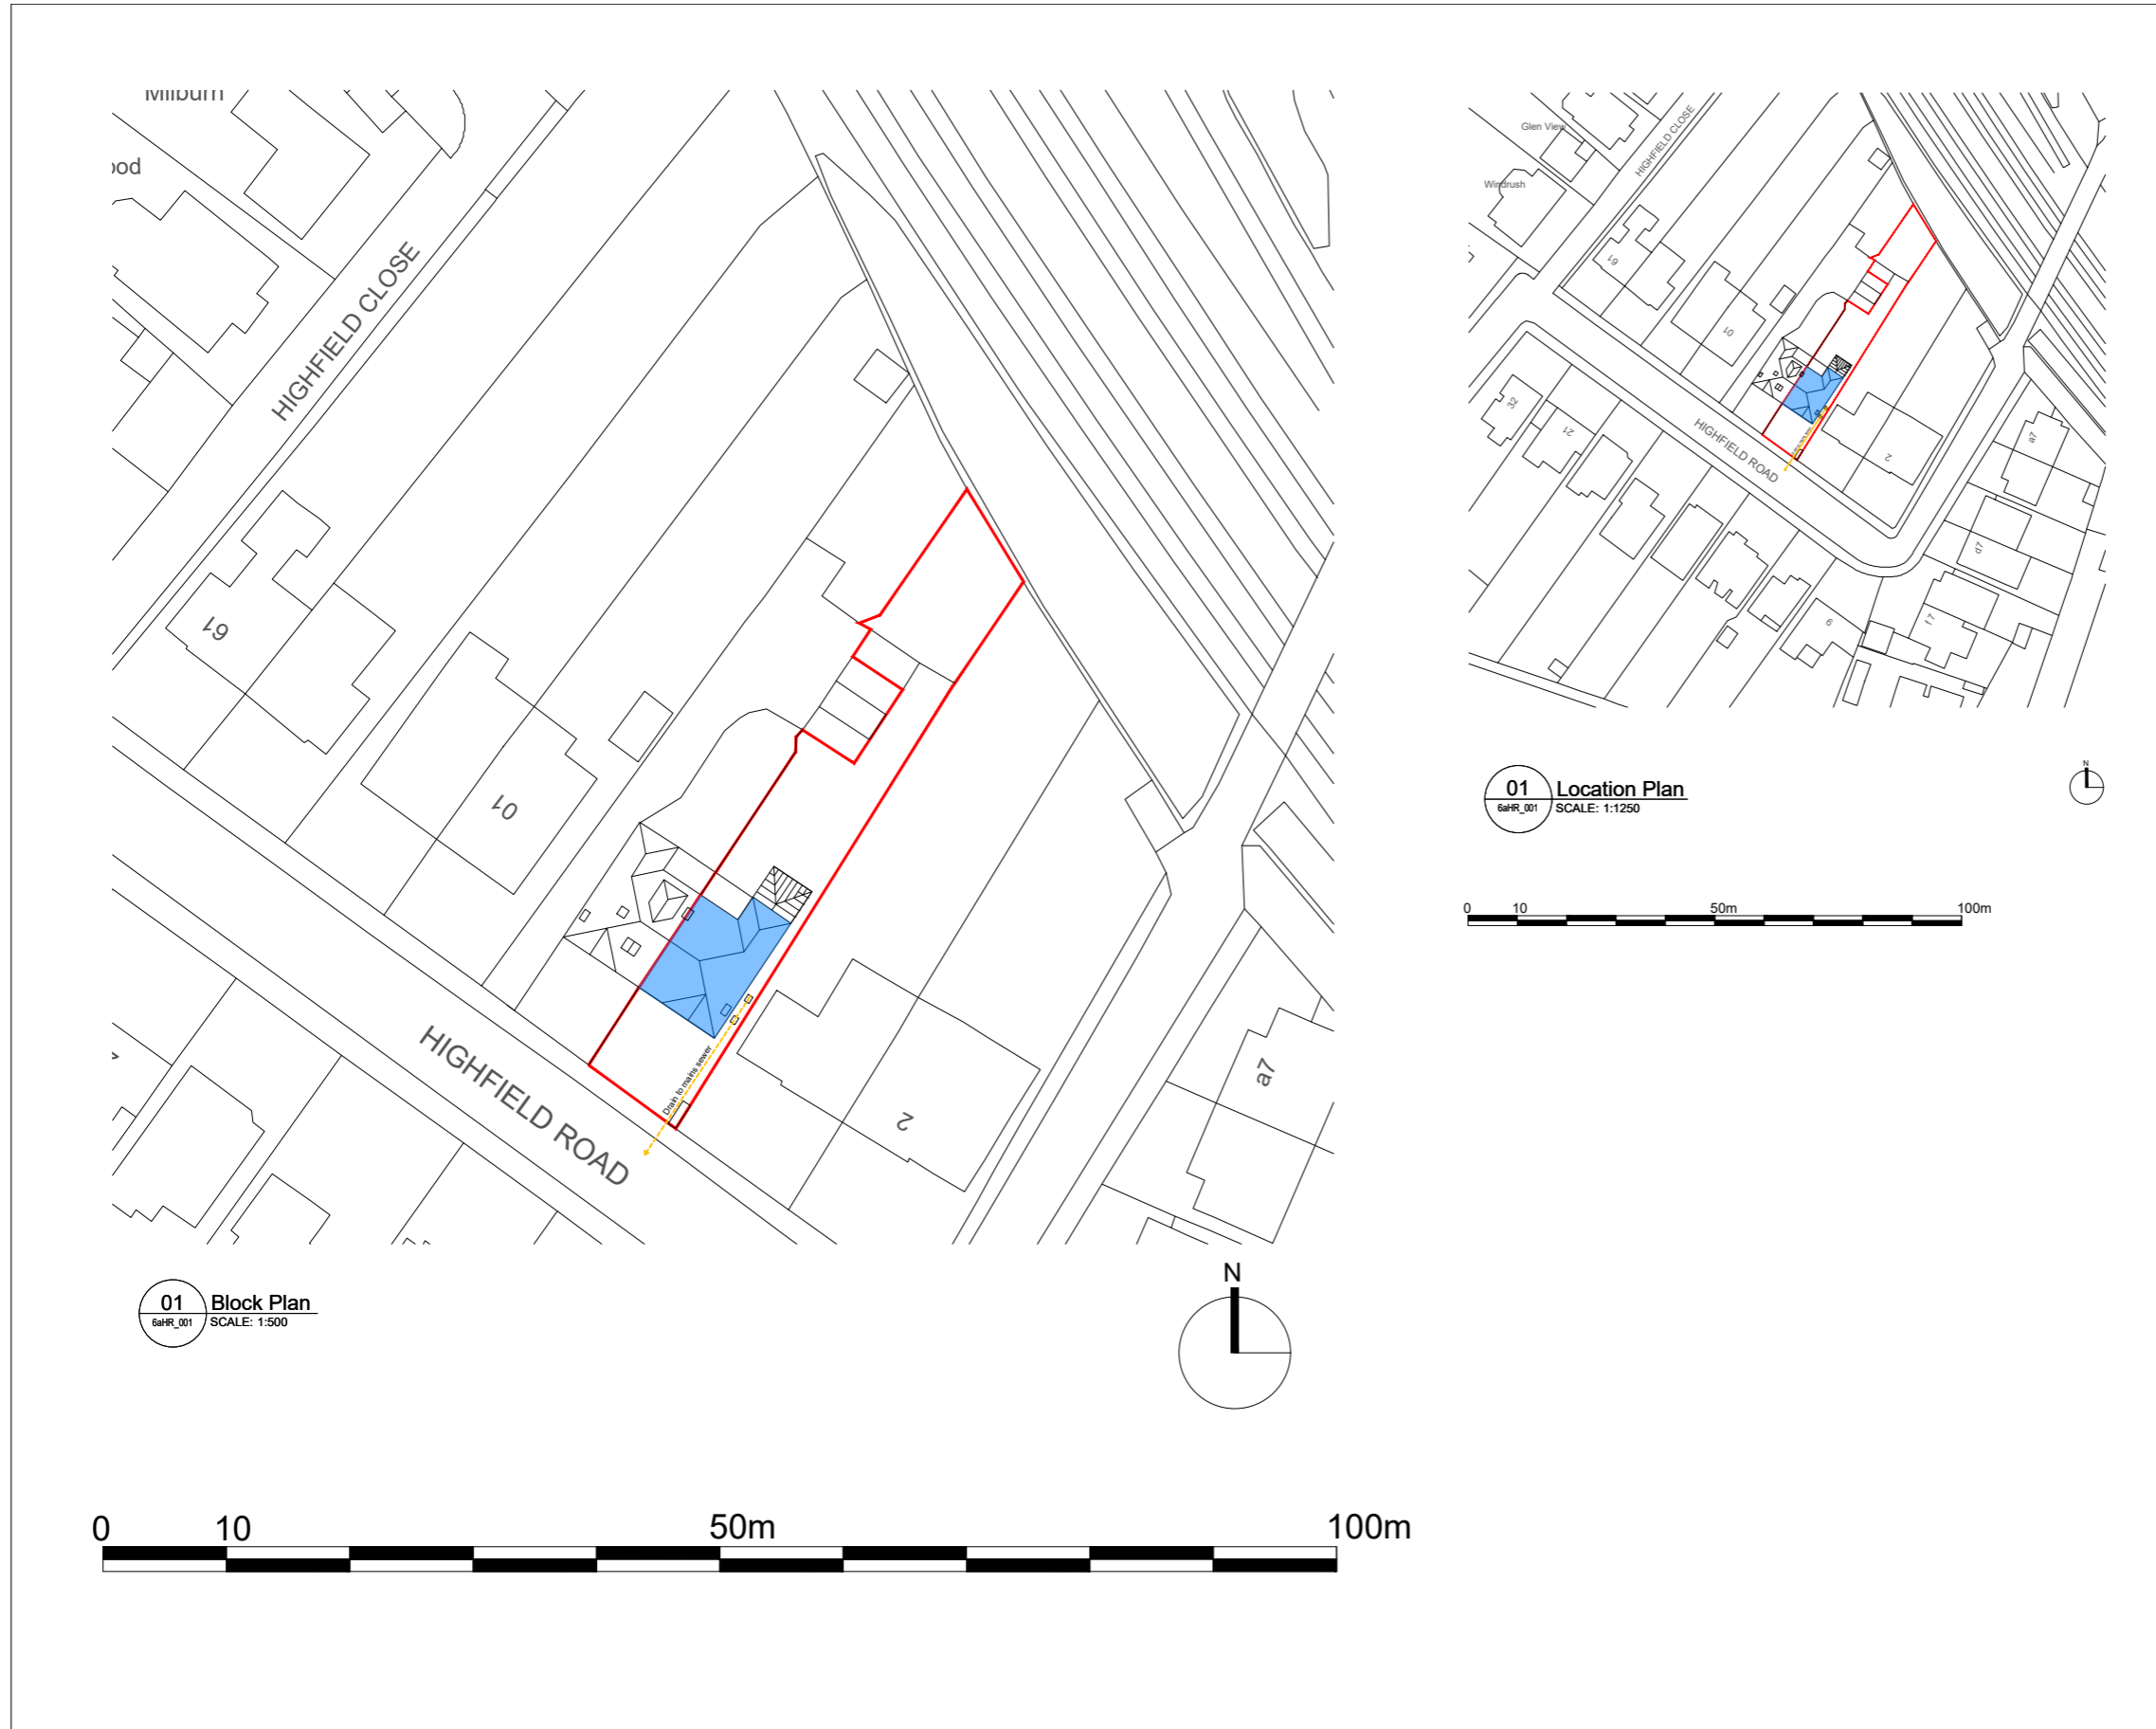 Milburn
ood
HIGHFIELD CLOSE
61
01
HIGHFIELD ROAD
Drain to mains sewer
2
a7
01
6aHR_001
Block Plan
SCALE: 1:500
N
0 10 50m 100m
Glen View
HIGHFIELD CLOSE
Windrush
61
01
32
21
HIGHFIELD ROAD
2
a7
d7
f7
9
01
6aHR_001
Location Plan
SCALE: 1:1250
N
0 10 50m 100m